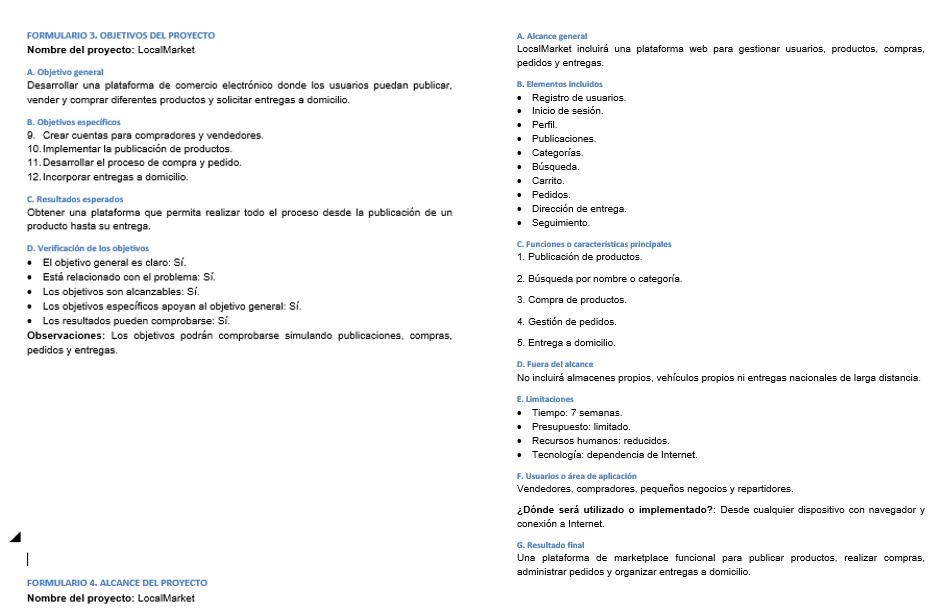 FORMULARIO 3. OBJETIVOS DEL PROYECTO
Nombre del proyecto: LocalMarket
A. Objetivo general
Desarrollar una plataforma de comercio electrónico donde los usuarios puedan publicar,
vender y comprar diferentes productos y solicitar entregas a domicilio.
B. Objetivos específicos
9. Crear cuentas para compradores y vendedores.
10. Implementar la publicación de productos.
11. Desarrollar el proceso de compra y pedido.
12. Incorporar entregas a domicilio.
C. Resultados esperados
Obtener una plataforma que permita realizar todo el proceso desde la publicación de un
producto hasta su entrega.
D. Verificación de los objetivos
• El objetivo general es claro: Sí.
• Está relacionado con el problema: Sí.
• Los objetivos son alcanzables: Sí.
• Los objetivos específicos apoyan al objetivo general: Sí.
• Los resultados pueden comprobarse: Sí.
Observaciones: Los objetivos podrán comprobarse simulando publicaciones, compras,
pedidos y entregas.
FORMULARIO 4. ALCANCE DEL PROYECTO
Nombre del proyecto: LocalMarket
A. Alcance general
LocalMarket incluirá una plataforma web para gestionar usuarios, productos, compras,
pedidos y entregas.
B. Elementos incluidos
• Registro de usuarios.
• Inicio de sesión.
• Perfil.
• Publicaciones.
• Categorías.
• Búsqueda.
• Carrito.
• Pedidos.
• Dirección de entrega.
• Seguimiento.
C. Funciones o características principales
1. Publicación de productos.
2. Búsqueda por nombre o categoría.
3. Compra de productos.
4. Gestión de pedidos.
5. Entrega a domicilio.
D. Fuera del alcance
No incluirá almacenes propios, vehículos propios ni entregas nacionales de larga distancia.
E. Limitaciones
• Tiempo: 7 semanas.
• Presupuesto: limitado.
• Recursos humanos: reducidos.
• Tecnología: dependencia de Internet.
F. Usuarios o área de aplicación
Vendedores, compradores, pequeños negocios y repartidores.
¿Dónde será utilizado o implementado?: Desde cualquier dispositivo con navegador y
conexión a Internet.
G. Resultado final
Una plataforma de marketplace funcional para publicar productos, realizar compras,
administrar pedidos y organizar entregas a domicilio.